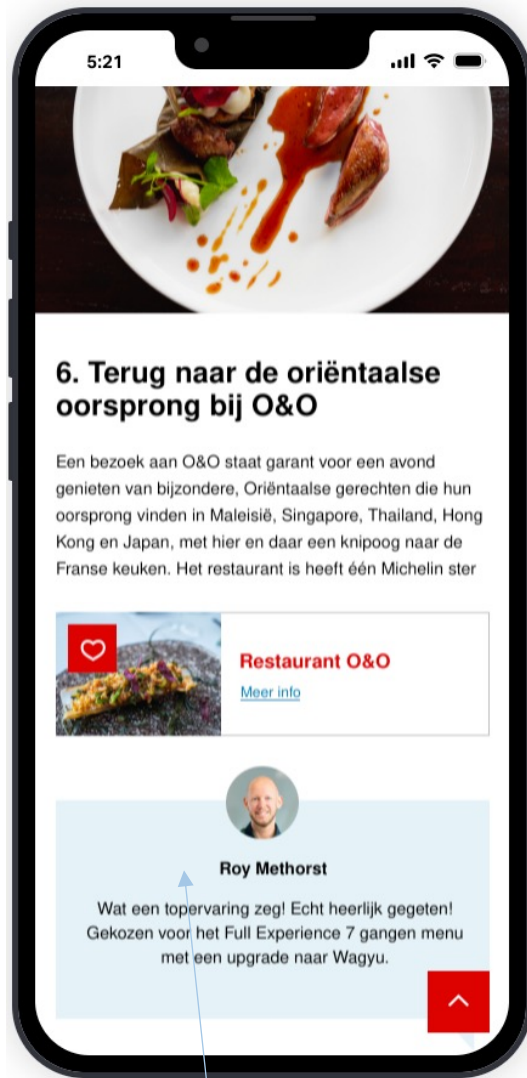 5:21
6. Terug naar de oriëntaalse
oorsprong bij O&O
Een bezoek aan O&O staat garant voor een avond
genieten van bijzondere, Oriëntaalse gerechten die hun
oorsprong vinden in Maleisië, Singapore, Thailand, Hong
Kong en Japan, met hier en daar een knipoog naar de
Franse keuken. Het restaurant is heeft één Michelin ster
Restaurant O&O
Meer info
Roy Methorst
Wat een topervaring zeg! Echt heerlijk gegeten!
Gekozen voor het Full Experience 7 gangen menu
met een upgrade naar Wagyu.